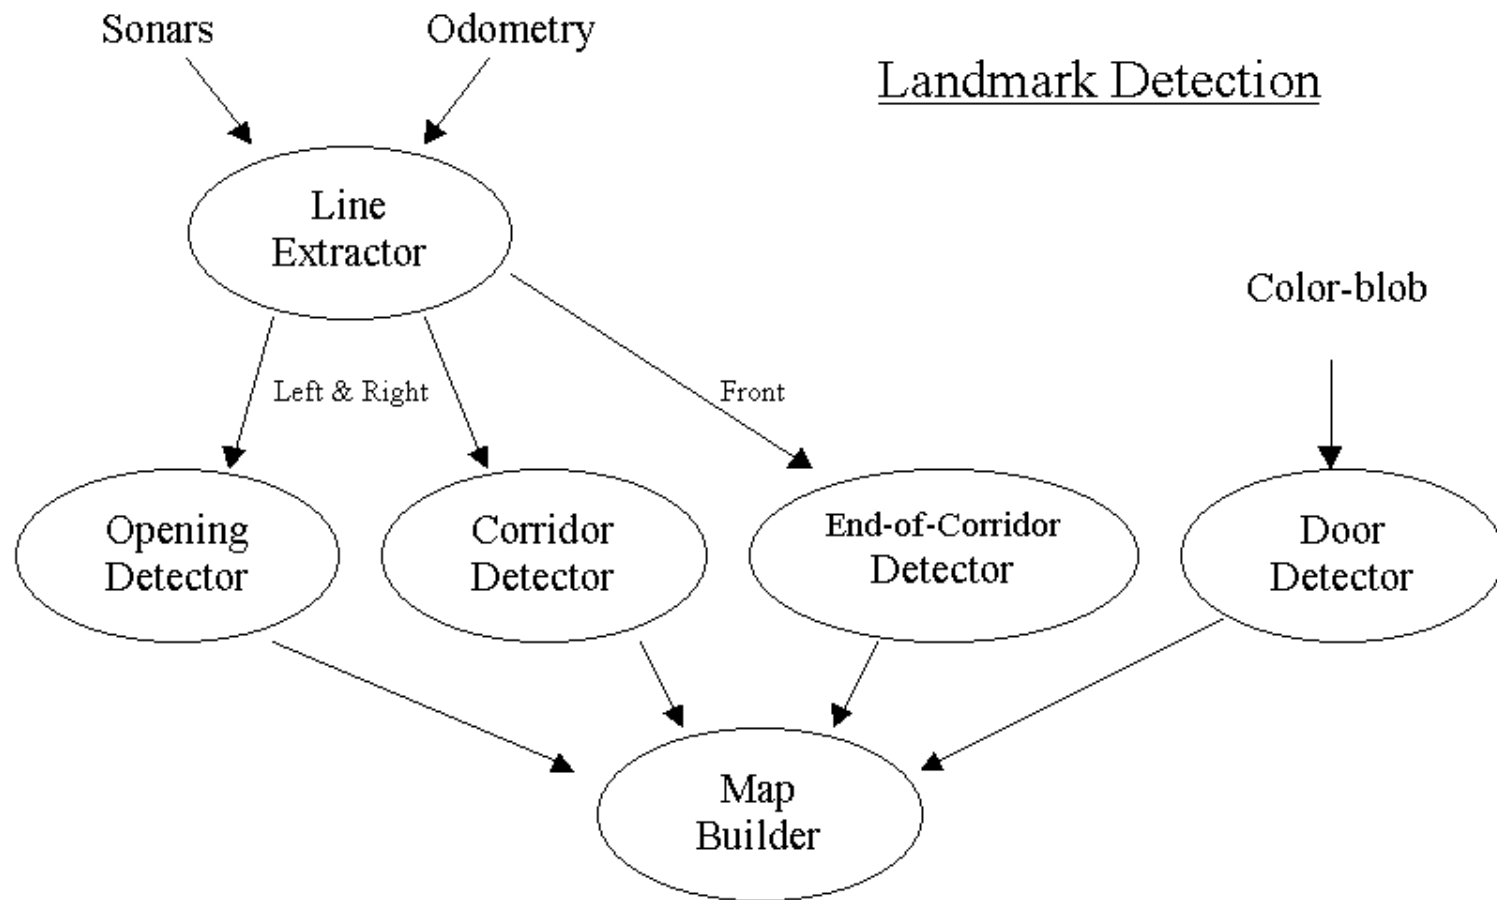 Sonars
Odometry
Landmark Detection
Line
Extractor
Color-blob
Left & Right
Front
Opening
Detector
Corridor
Detector
End-of-Corridor
Detector
Door
Detector
Map
Builder